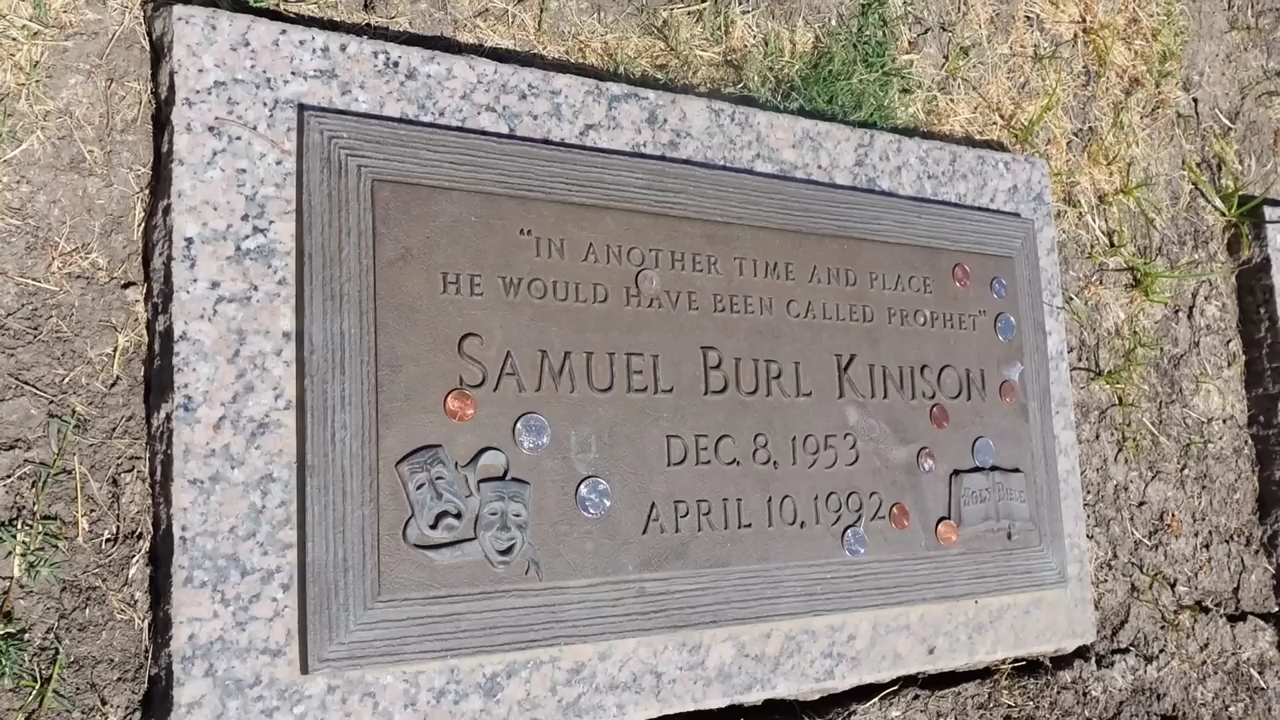 "IN ANOTHER TIME AND PLACE
HE WOULD HAVE BEEN CALLED PROPHET"
SAMUEL BURL KINISON
DEC. 8, 1953
APRIL 10, 1992
HOLY BIBLE